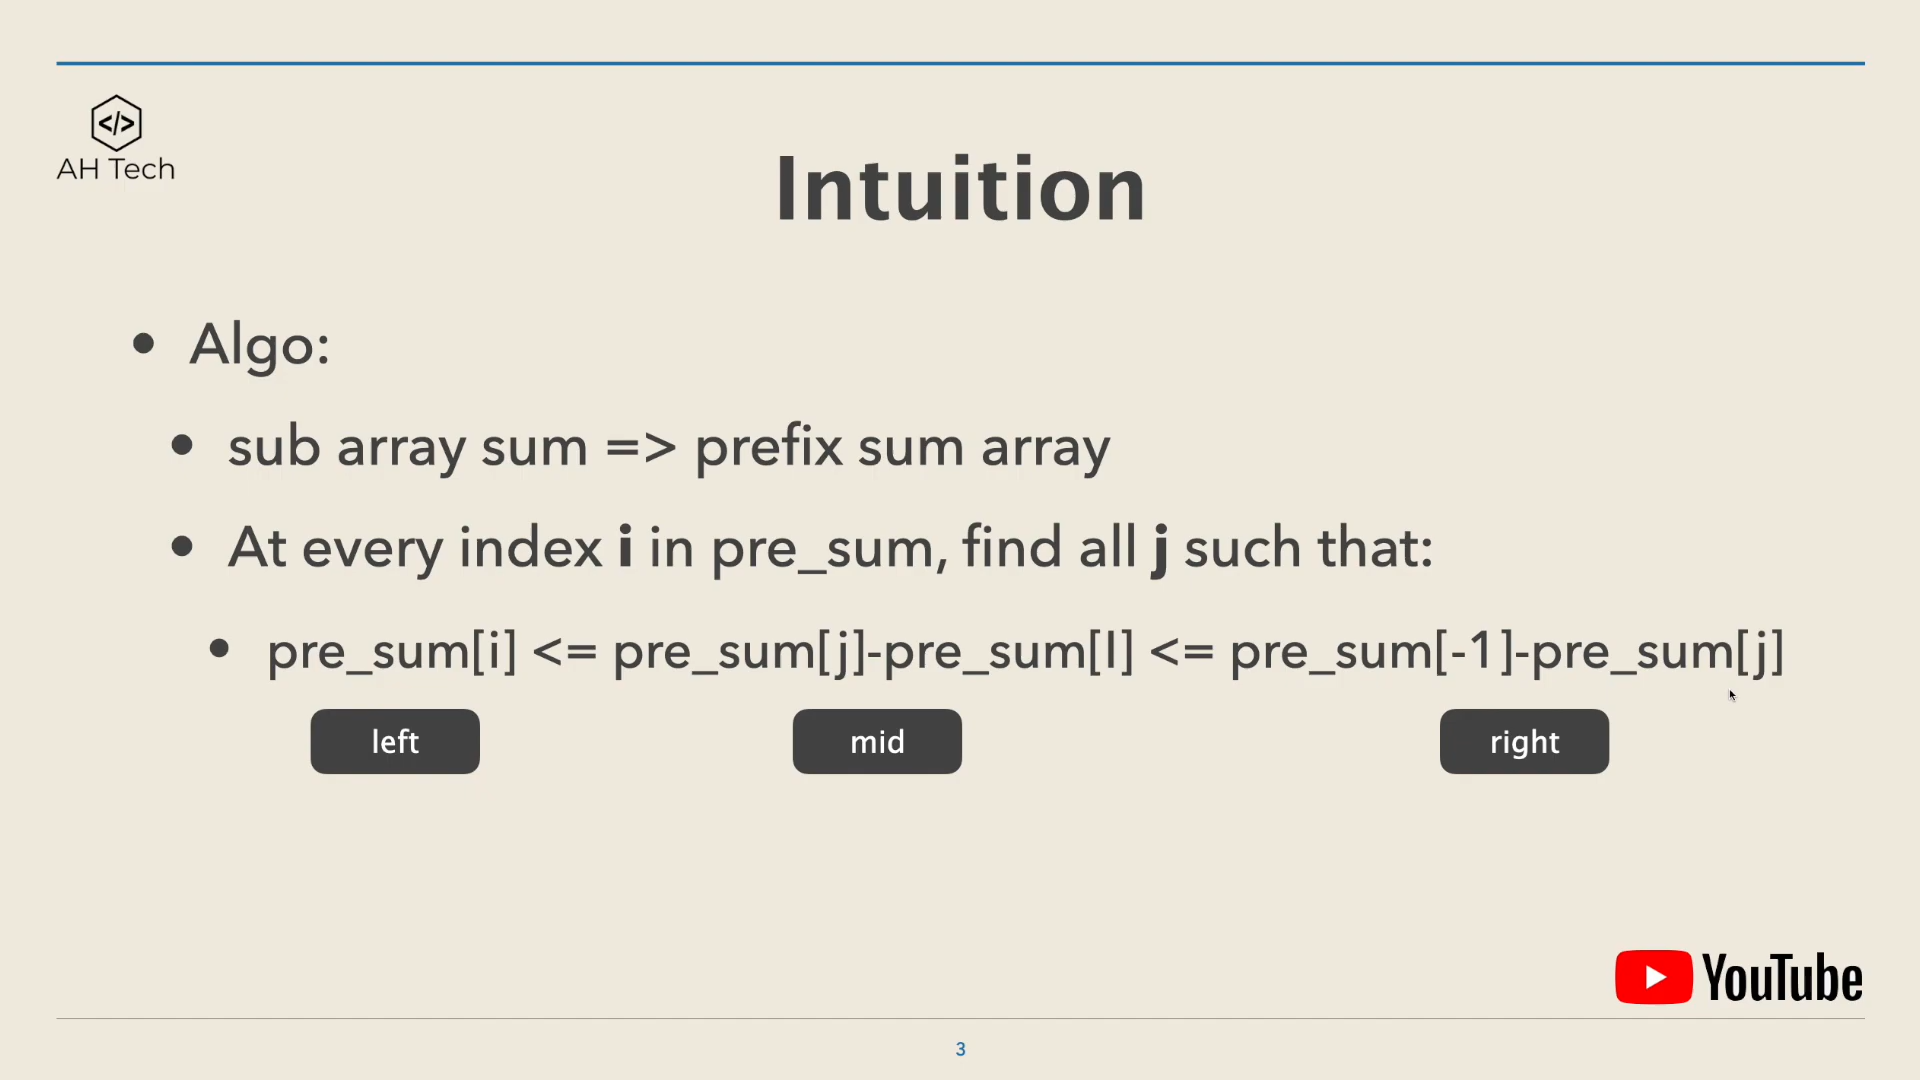 </>
AH Tech
Intuition
• Algo:
• sub array sum => prefix sum array
• At every index i in pre_sum, find all j such that:
• pre_sum[i] <= pre_sum[j]-pre_sum[I] <= pre_sum[-1]-pre_sum[j]
left mid right
YouTube
3